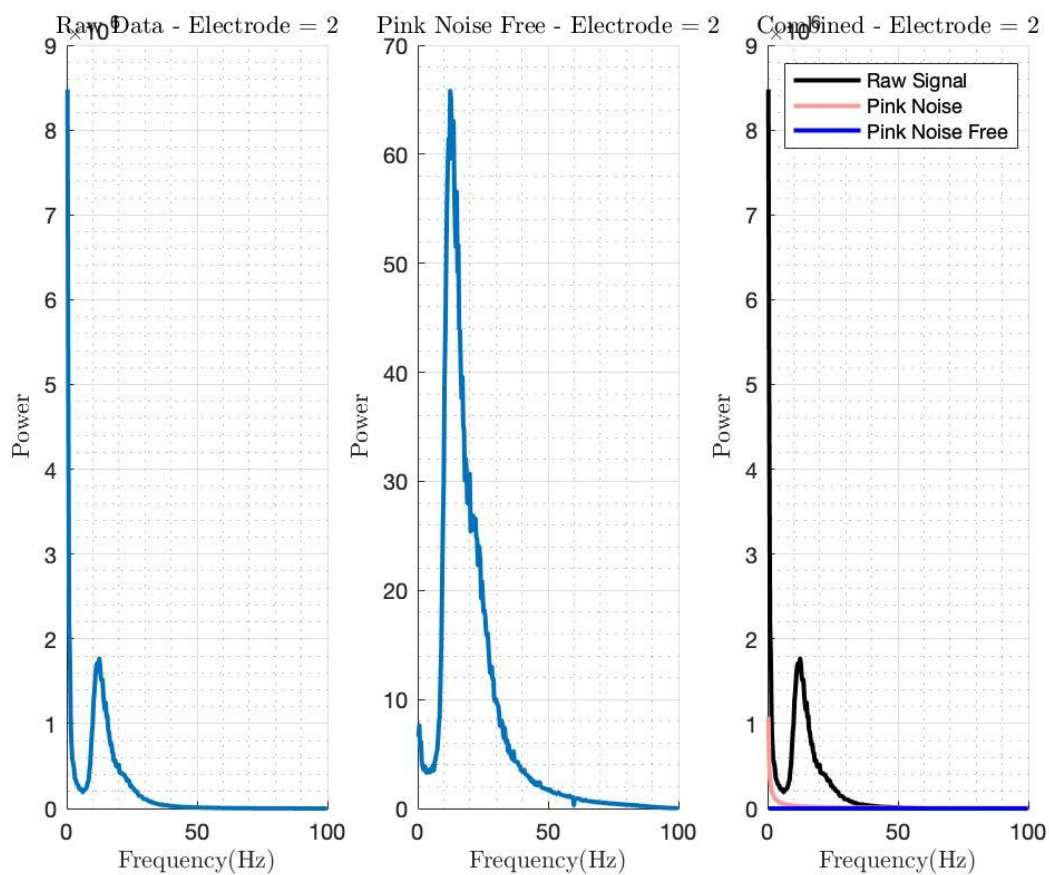 Raw Data - Electrode = 2
×10⁶
9
8
7
6
5
4
3
2
1
0
Power
0 50 100
Frequency(Hz)
Pink Noise Free - Electrode = 2
70
60
50
40
30
20
10
0
Power
0 50 100
Frequency(Hz)
Combined - Electrode = 2
×10⁶
9
8
7
6
5
4
3
2
1
0
Power
0 50 100
Frequency(Hz)
Raw Signal
Pink Noise
Pink Noise Free